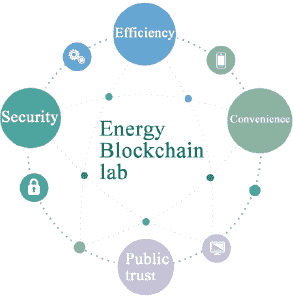 Efficiency
Security
Convenience
Energy
Blockchain
lab
Public
trust